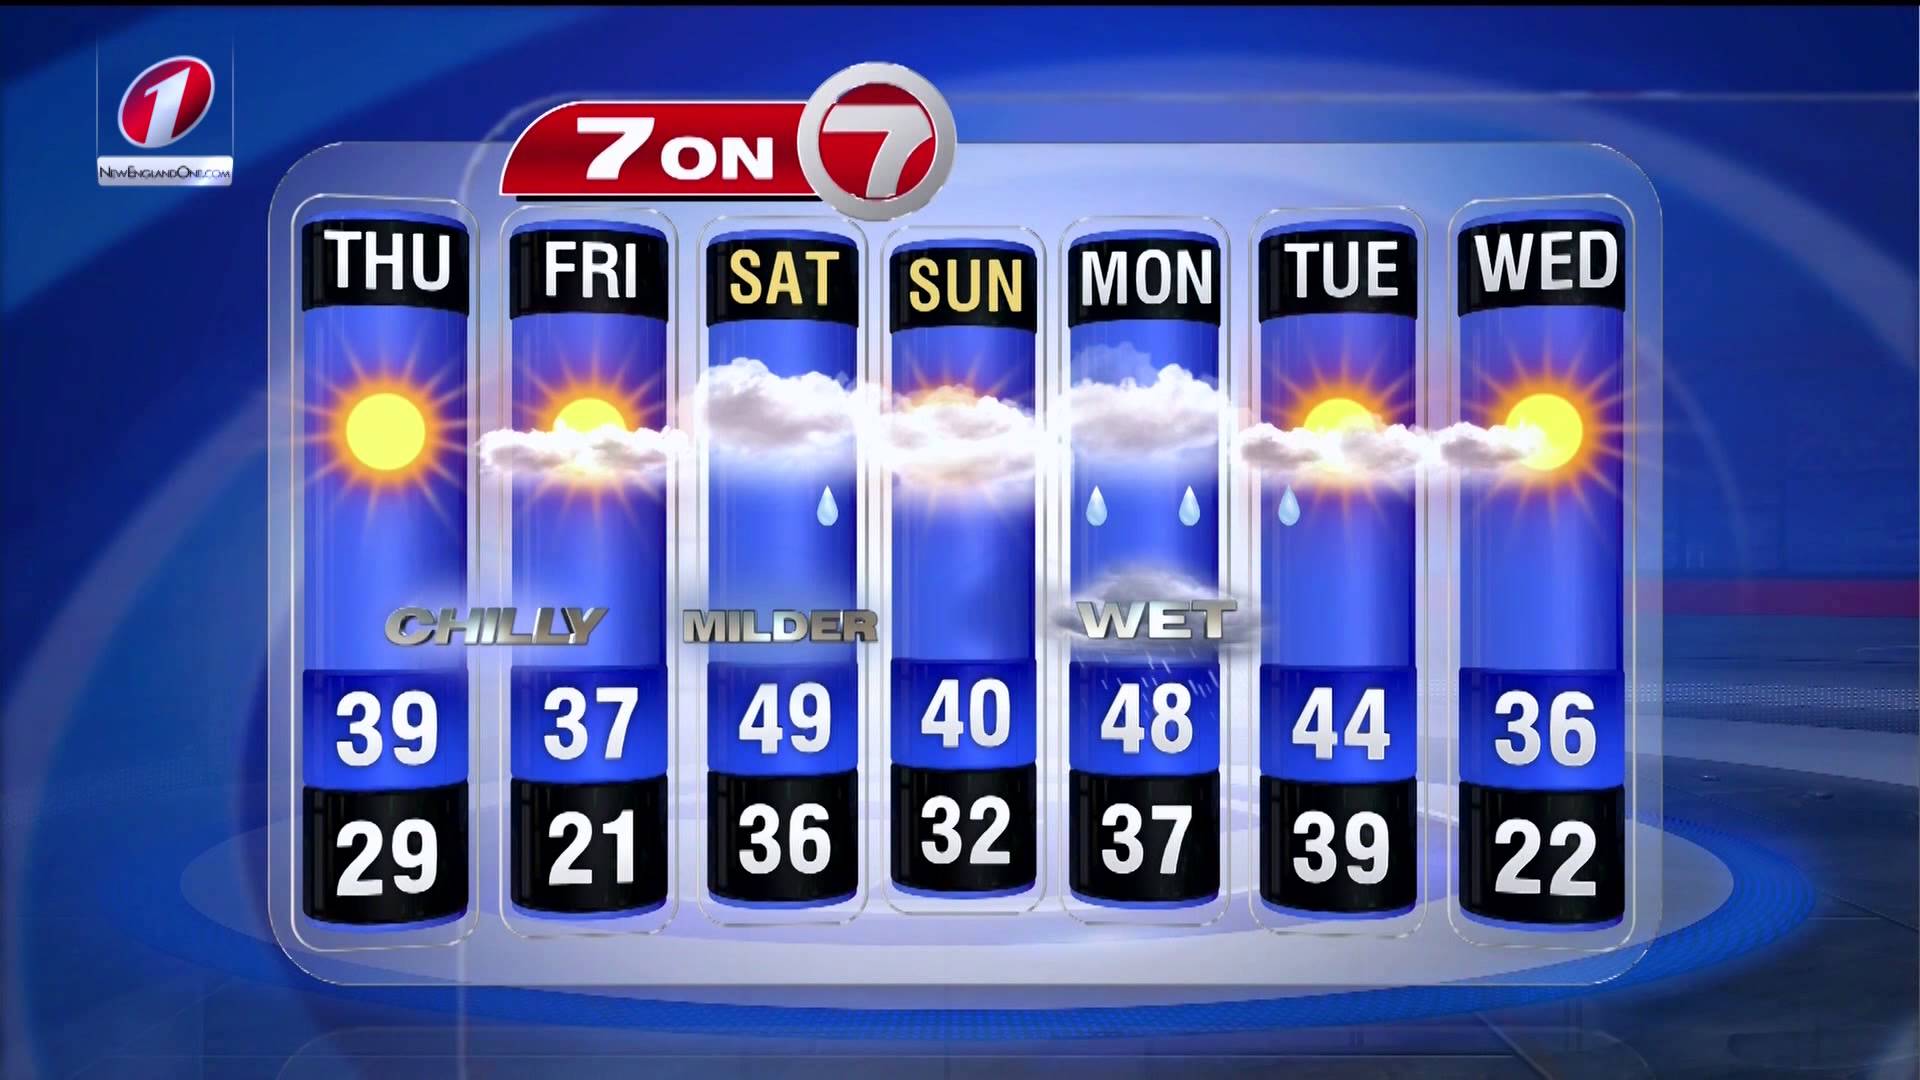 1
NEWENGLANDONE.COM
7 ON 7
THU FRI SAT SUN MON TUE WED
CHILLY MILDER WET
39 37 49 40 48 44 36
29 21 36 32 37 39 22